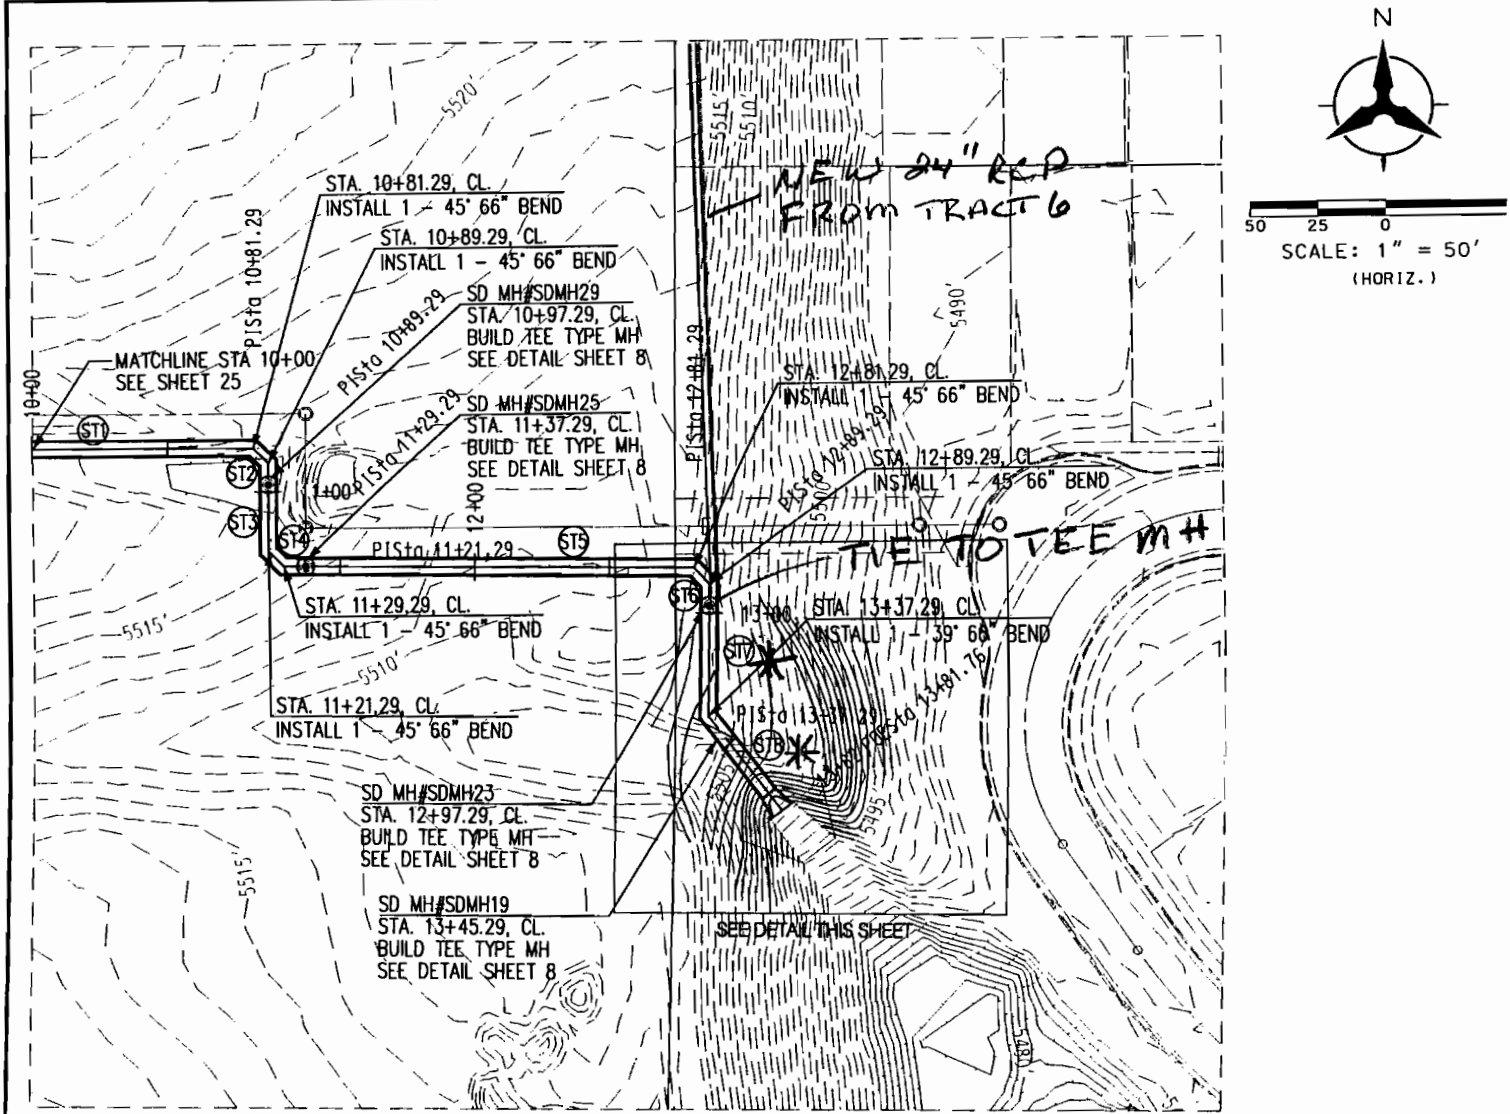 N
50 25 0
SCALE: 1" = 50'
(HORIZ.)
5520'
5515'
5510'
NEW 24" RCP
FROM TRACT 6
STA. 10+81.29, CL.
INSTALL 1 - 45° 66" BEND
PISta 10+81.29
STA. 10+89.29, CL.
INSTALL 1 - 45° 66" BEND
PISta 10+89.29
SD MH#SDMH29
STA. 10+97.29, CL.
BUILD TEE TYPE MH
SEE DETAIL SHEET 8
5490'
MATCHLINE STA 10+00
SEE SHEET 25
10+00
PISta 12+81.29
STA. 12+81.29, CL.
INSTALL 1 - 45° 66" BEND
SD MH#SDMH25
STA. 11+37.29, CL.
BUILD TEE TYPE MH
SEE DETAIL SHEET 8
PISta 11+29.29
PISta 12+89.29
STA. 12+89.29, CL.
INSTALL 1 - 45° 66" BEND
ST1
ST2
ST3
ST4
11+00
12+00
5500'
PISta 11+21.29
ST5
TIE TO TEE MH
STA. 11+29.29, CL.
INSTALL 1 - 45° 66" BEND
ST6
13+00
STA. 13+37.29, CL.
INSTALL 1 - 39° 66" BEND
5515'
5510'
ST7
STA. 11+21.29, CL.
INSTALL 1 - 45° 66" BEND
PISta 13+37.29
ST8
13+81.76
5505'
5495'
SD MH#SDMH23
STA. 12+97.29, CL.
BUILD TEE TYPE MH
SEE DETAIL SHEET 8
5515'
SD MH#SDMH19
STA. 13+45.29, CL.
BUILD TEE TYPE MH
SEE DETAIL SHEET 8
SEE DETAIL THIS SHEET
5480'